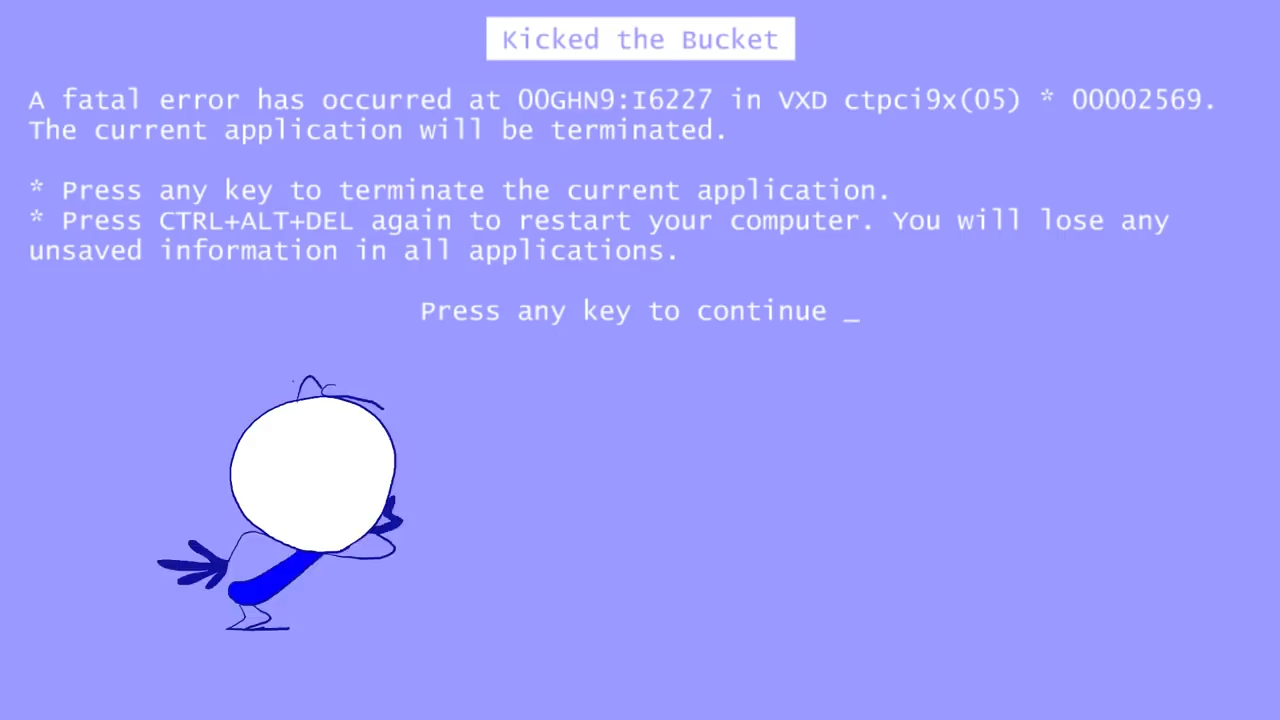 Kicked the Bucket
A fatal error has occurred at 00GHN9:I6227 in VXD ctpci9x(05) * 00002569.
The current application will be terminated.
* Press any key to terminate the current application.
* Press CTRL+ALT+DEL again to restart your computer. You will lose any
unsaved information in all applications.
Press any key to continue _